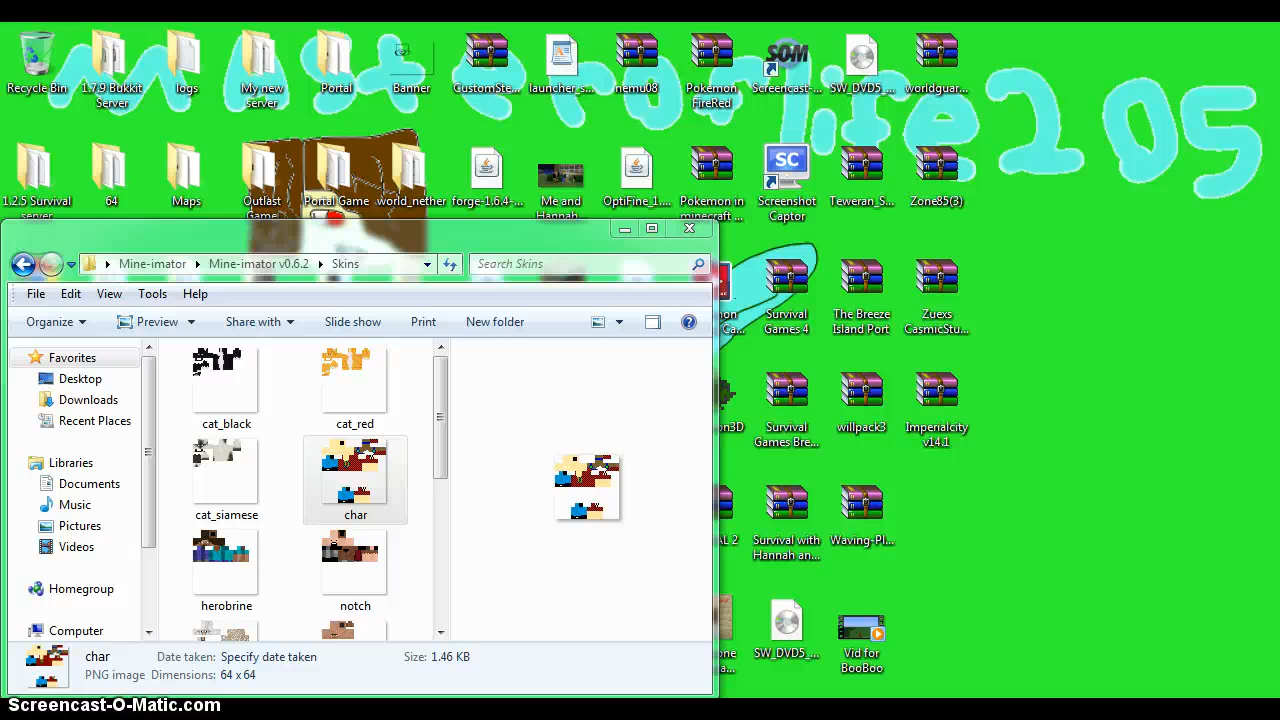 masteroflife205
Recycle Bin
1.7.9 Bukkit Server
logs
My new server
Portal
Banner
CustomSte...
launcher_s...
nemu08
Pokemon FireRed
SOM
Screencast-...
SW_DVD5_...
worldguar...
1.2.5 Survival server
64
Maps
Outlast Game
Portal Game
world_nether
forge-1.6.4-...
Me and Hannah
OptiFine_1....
Pokemon in minecraft ...
SC
Screenshot Captor
Teweran_S...
Zone85(3)
Mine-imator
Mine-imator v0.6.2
Skins
Search Skins
File Edit View Tools Help
Organize Preview Share with Slide show Print New folder
Favorites
Desktop
Downloads
Recent Places
Libraries
Documents
Music
Pictures
Videos
Homegroup
Computer
cat_black
cat_red
cat_siamese
char
herobrine
notch
char Date taken: Specify date taken Size: 1.46 KB
PNG image Dimensions: 64 x 64
Survival Games 4
The Breeze Island Port
Zuexs CasmicStu...
Survival Games Bre...
willpack3
Imperialcity v14.1
Survival with Hannah an...
Waving-Pl...
SW_DVD5_...
Vid for BooBoo
Screencast-O-Matic.com